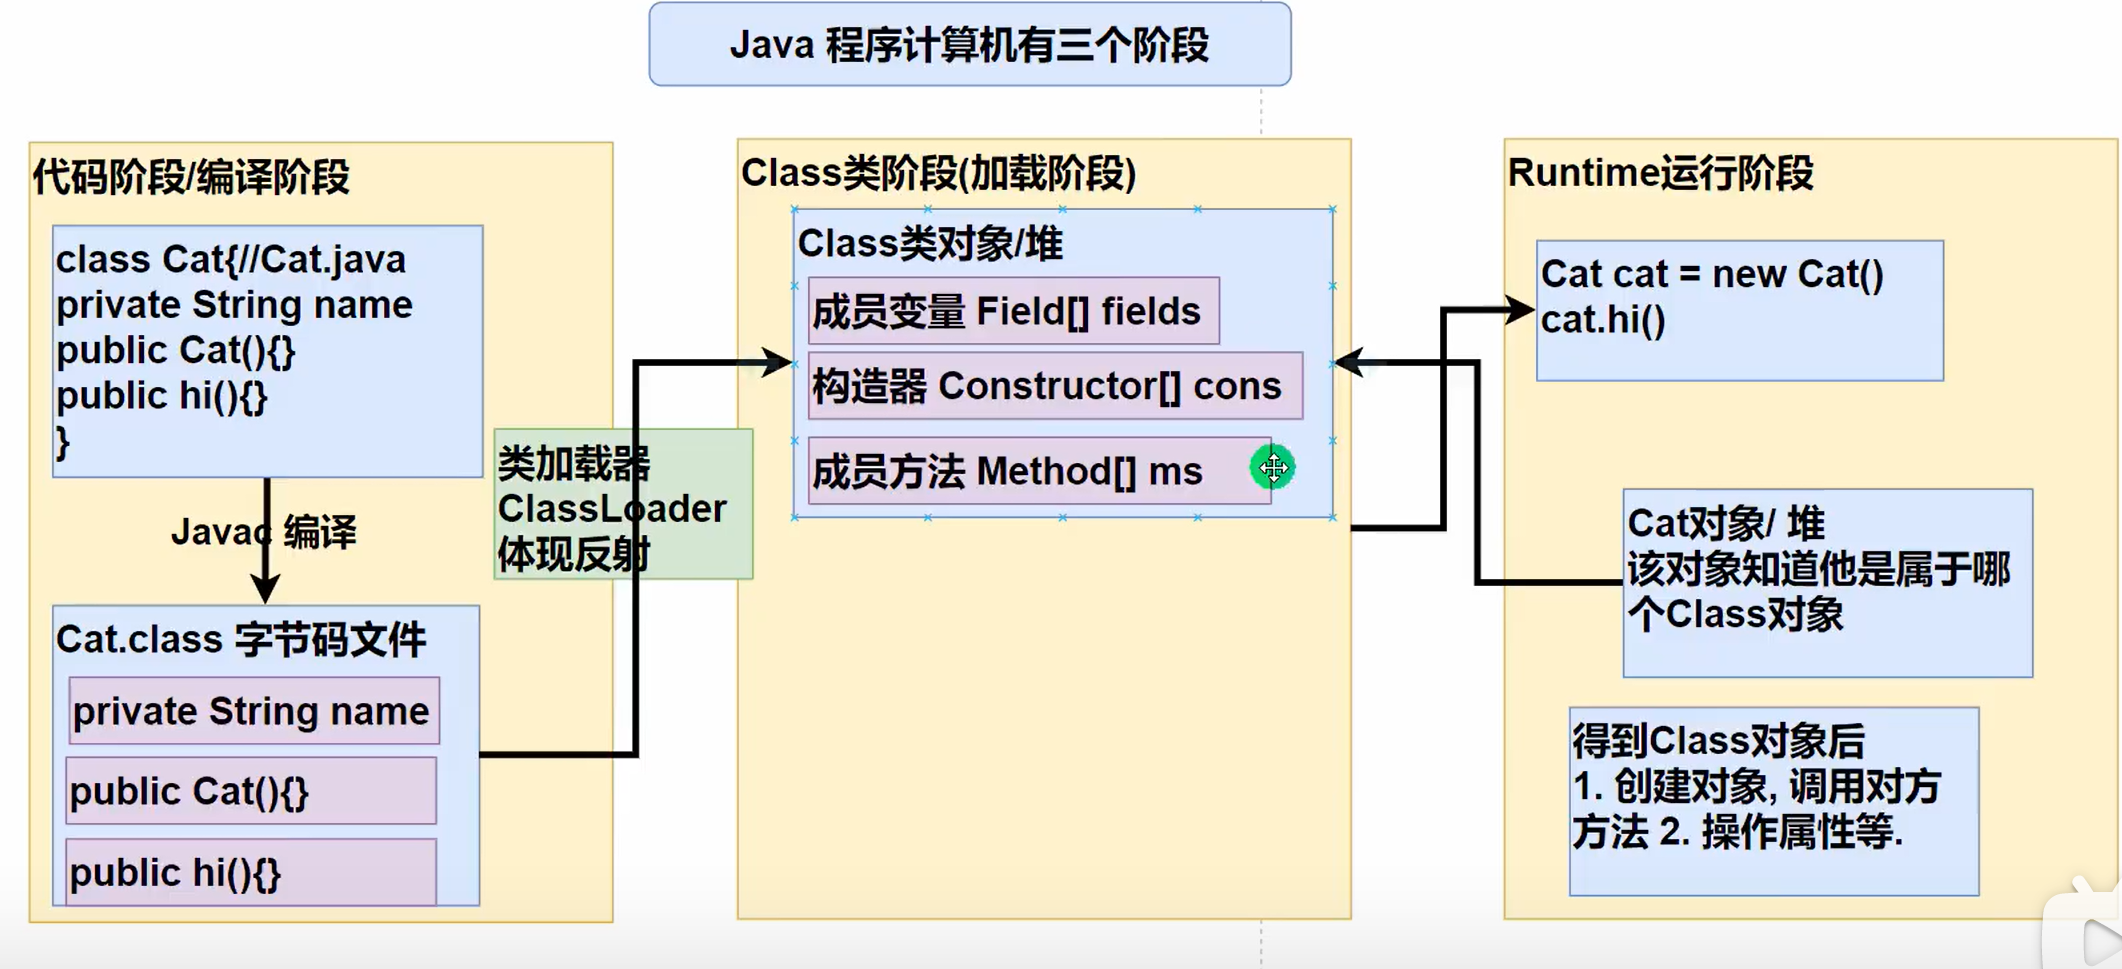 Java 程序计算机有三个阶段
代码阶段/编译阶段
class Cat{//Cat.java
private String name
public Cat(){}
public hi(){}
}
Javac 编译
Cat.class 字节码文件
private String name
public Cat(){}
public hi(){}
类加载器
ClassLoader
体现反射
Class类阶段(加载阶段)
Class类对象/堆
成员变量 Field[] fields
构造器 Constructor[] cons
成员方法 Method[] ms
Runtime运行阶段
Cat cat = new Cat()
cat.hi()
Cat对象/ 堆
该对象知道他是属于哪
个Class对象
得到Class对象后
1. 创建对象, 调用对方
方法 2. 操作属性等.